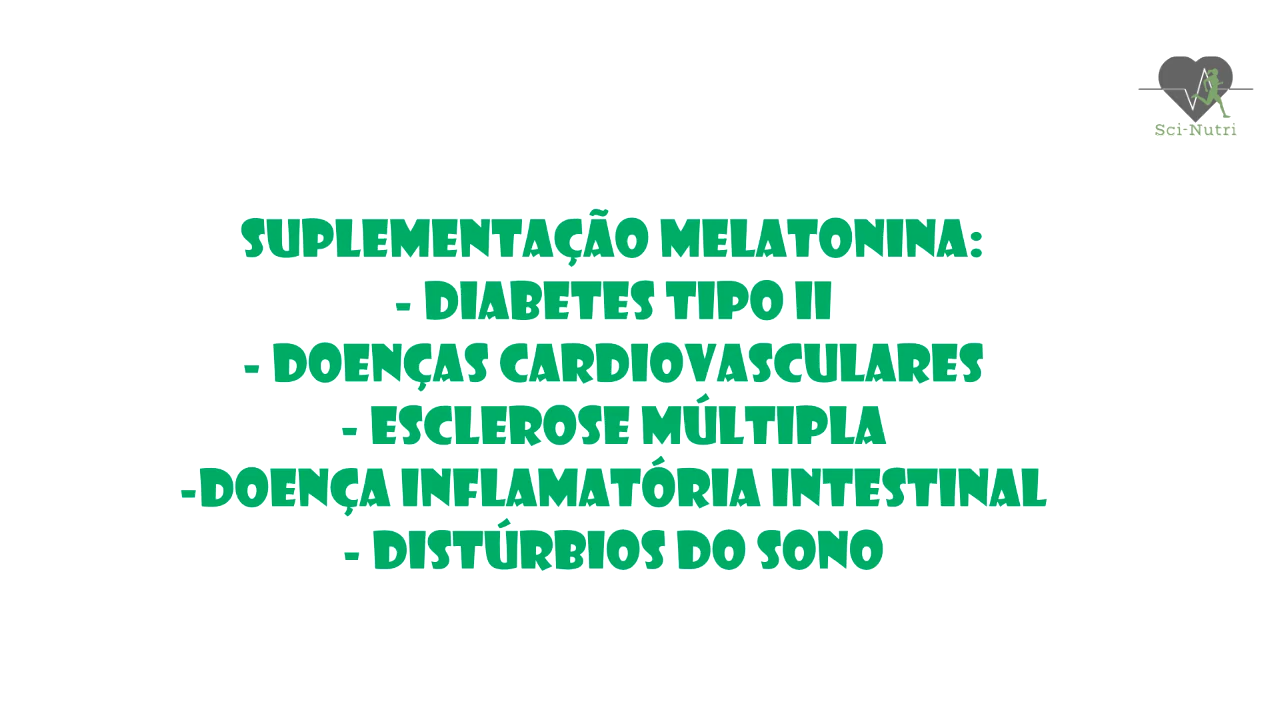 Sci-Nutri
SUPLEMENTAÇÃO MELATONINA:
- DIABETES TIPO II
- DOENÇAS CARDIOVASCULARES
- ESCLEROSE MÚLTIPLA
-DOENÇA INFLAMATÓRIA INTESTINAL
- DISTÚRBIOS DO SONO